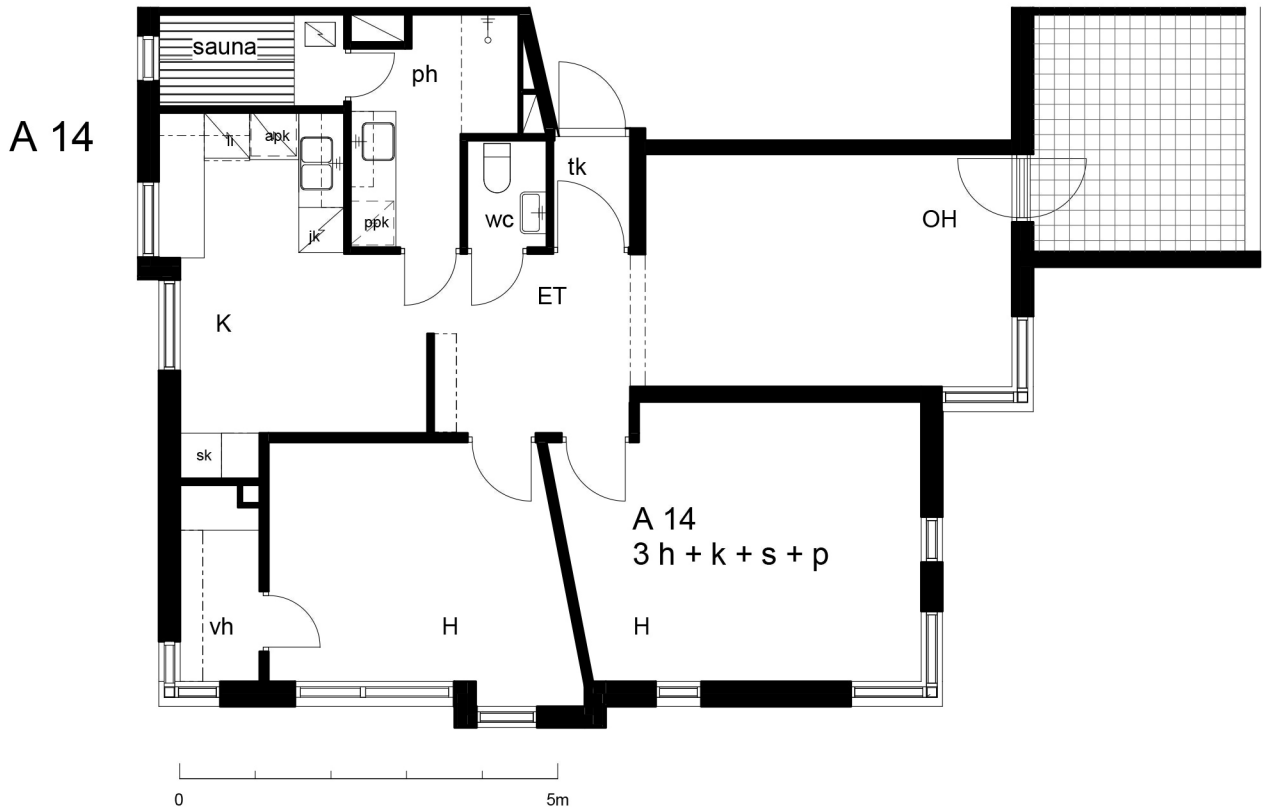 sauna
ph
A 14
li
apk
tk
OH
wc
ppk
jk
ET
K
sk
A 14
3 h + k + s + p
vh
H
H
0
5m